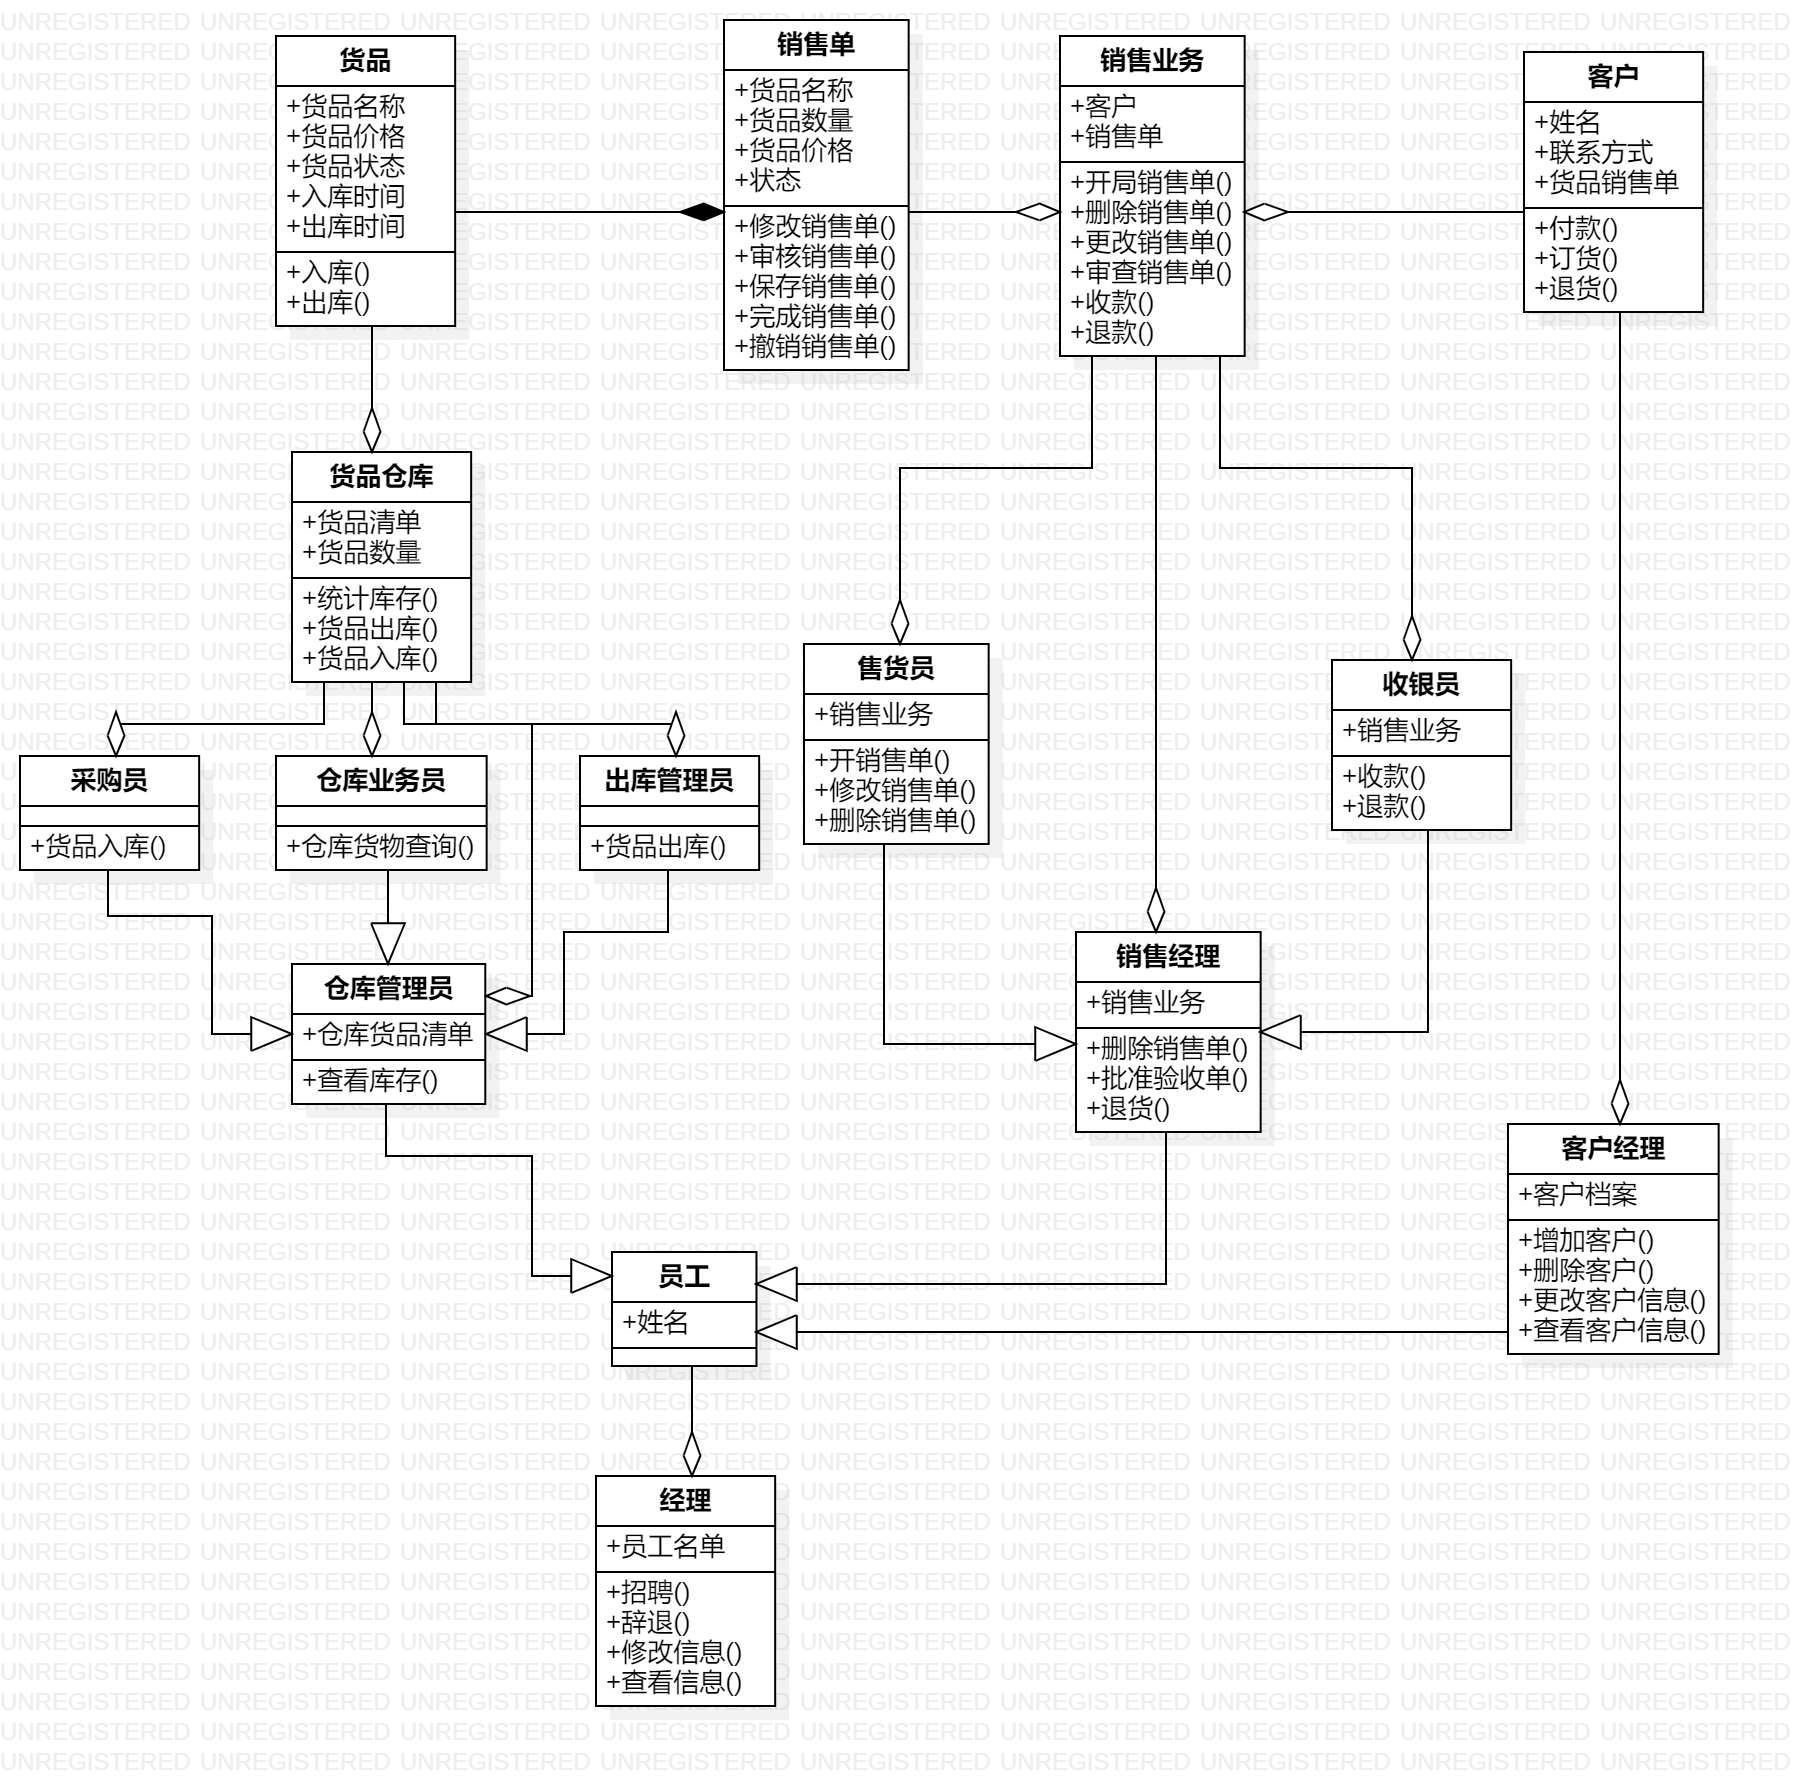 货品
+货品名称
+货品价格
+货品状态
+入库时间
+出库时间
+入库()
+出库()
销售单
+货品名称
+货品数量
+货品价格
+状态
+修改销售单()
+审核销售单()
+保存销售单()
+完成销售单()
+撤销销售单()
销售业务
+客户
+销售单
+开局销售单()
+删除销售单()
+更改销售单()
+审查销售单()
+收款()
+退款()
客户
+姓名
+联系方式
+货品销售单
+付款()
+订货()
+退货()
货品仓库
+货品清单
+货品数量
+统计库存()
+货品出库()
+货品入库()
采购员
+货品入库()
仓库业务员
+仓库货物查询()
出库管理员
+货品出库()
售货员
+销售业务
+开销售单()
+修改销售单()
+删除销售单()
收银员
+销售业务
+收款()
+退款()
仓库管理员
+仓库货品清单
+查看库存()
销售经理
+销售业务
+删除销售单()
+批准验收单()
+退货()
客户经理
+客户档案
+增加客户()
+删除客户()
+更改客户信息()
+查看客户信息()
员工
+姓名
经理
+员工名单
+招聘()
+辞退()
+修改信息()
+查看信息()
UNREGISTERED